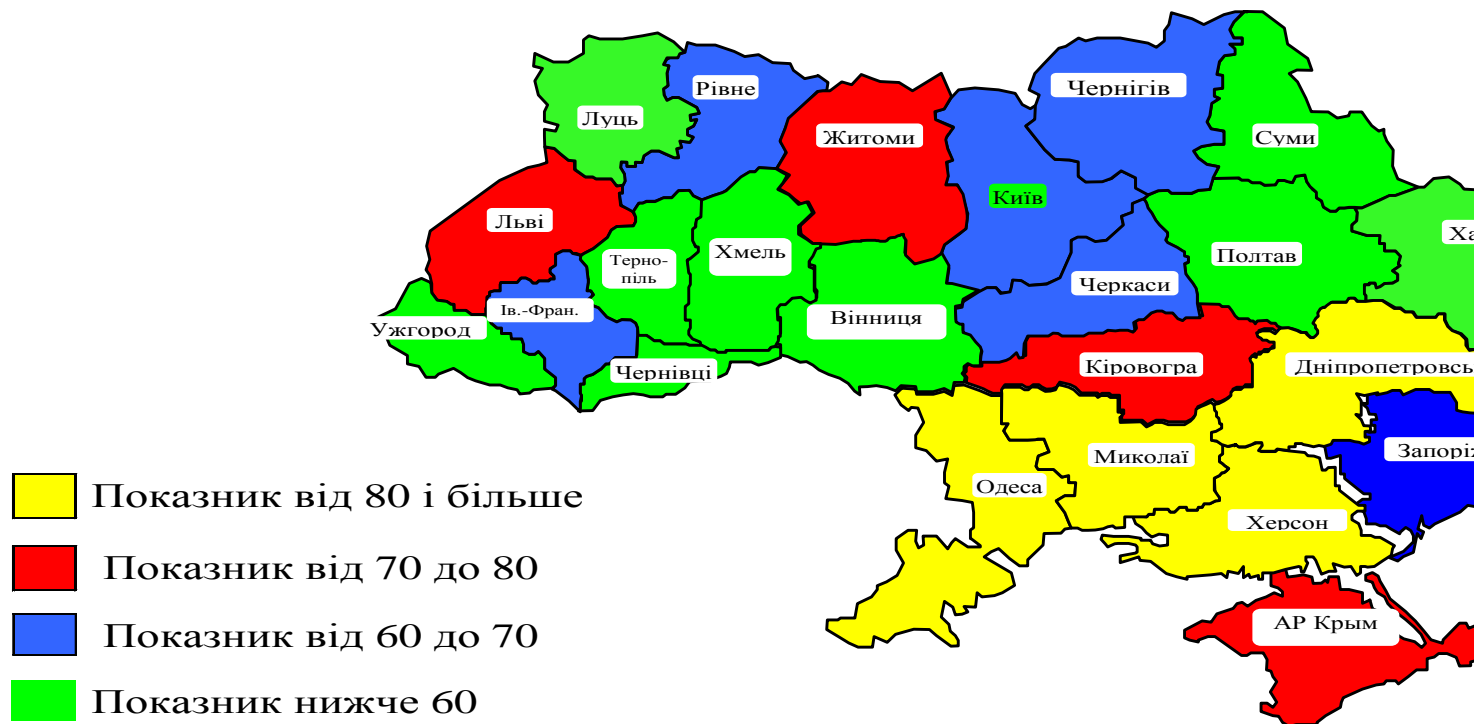 Рівне
Чернігів
Луць
Житоми
Суми
Київ
Льві
Ха
Хмель
Полтав
Терно-
піль
Черкаси
Ів.-Фран.
Вінниця
Ужгород
Чернівці
Кіровогра
Дніпропетровсь
Миколаї
Запоріж
Одеса
Херсон
АР Крым
Показник від 80 і більше
Показник від 70 до 80
Показник від 60 до 70
Показник нижче 60